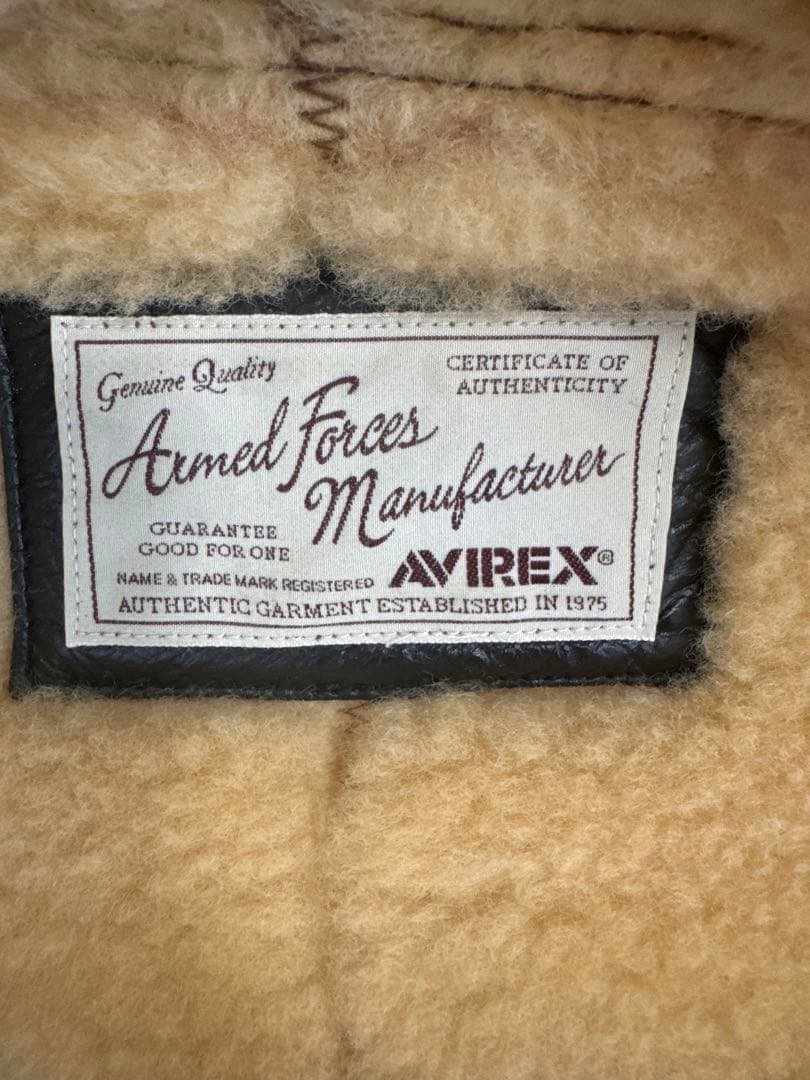 Genuine Quality
CERTIFICATE OF
AUTHENTICITY
Armed Forces
Manufacturer
GUARANTEE
GOOD FOR ONE
NAME & TRADE MARK REGISTERED
AVIREX®
AUTHENTIC GARMENT ESTABLISHED IN 1975